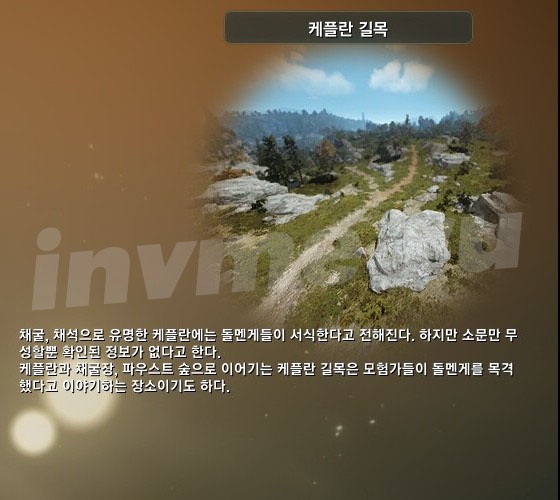 케플란 길목
채굴, 채석으로 유명한 케플란에는 돌멘게들이 서식한다고 전해진다. 하지만 소문만 무
성할뿐 확인된 정보가 없다고 한다.
케플란과 채굴장, 파우스트 숲으로 이어기는 케플란 길목은 모험가들이 돌멘게를 목격
했다고 이야기하는 장소이기도 하다.